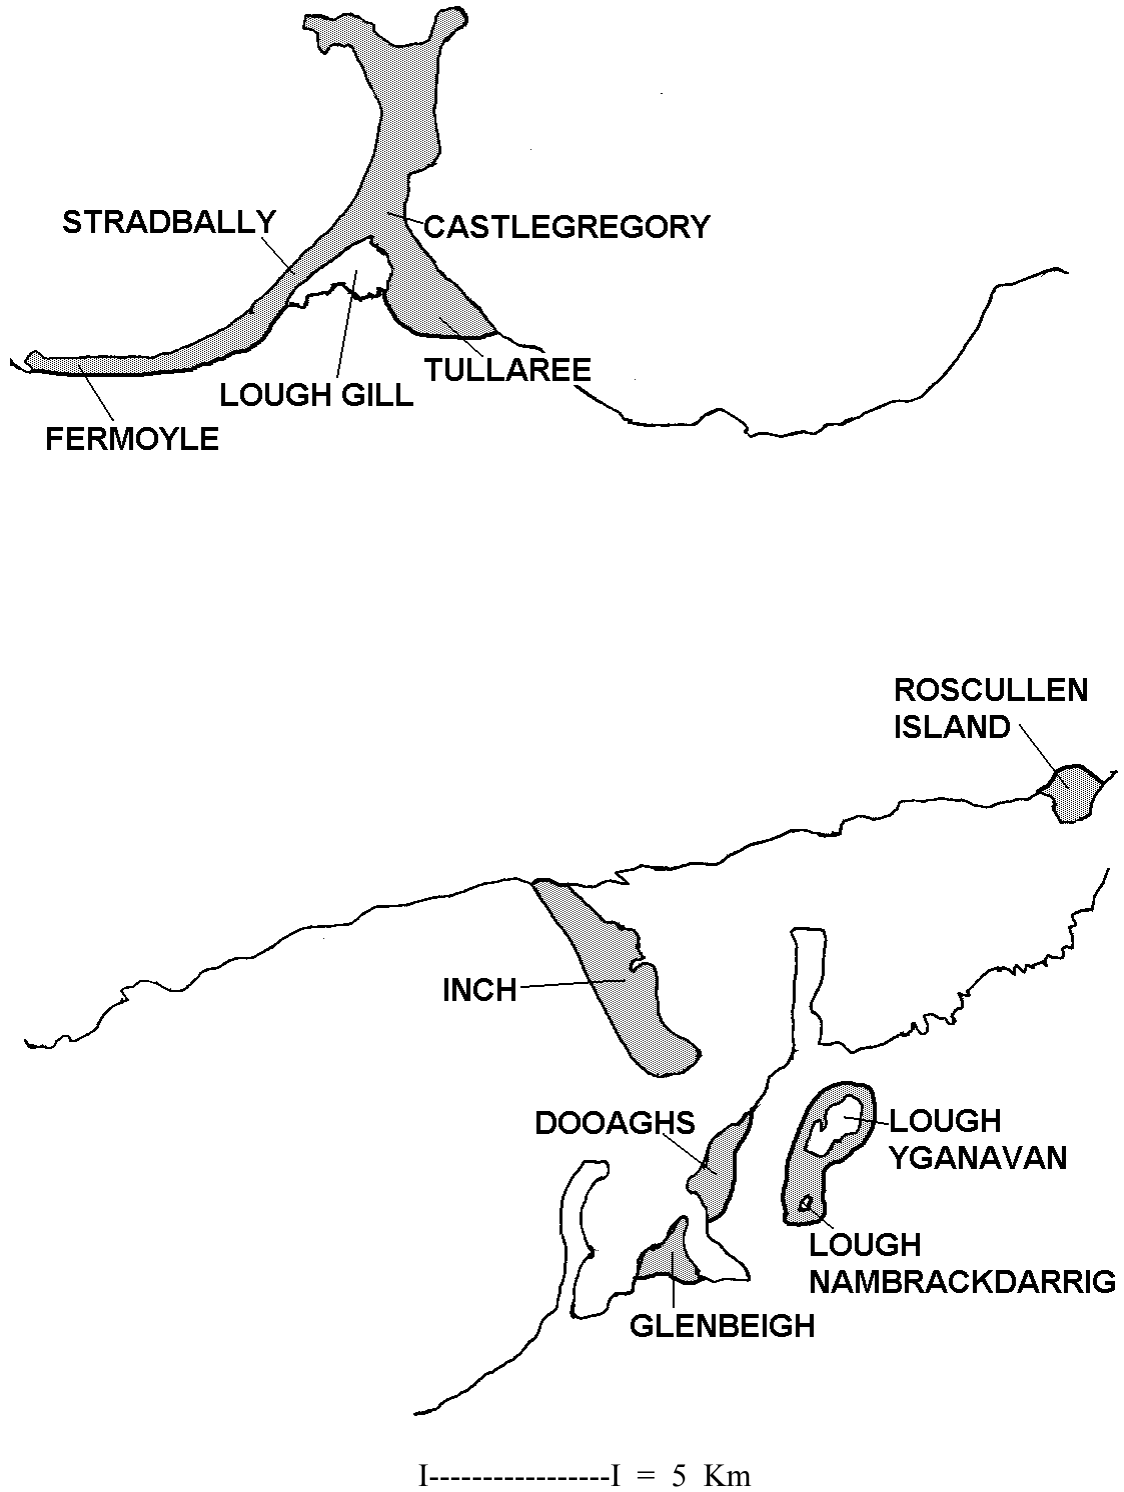 STRADBALLY
CASTLEGREGORY
TULLAREE
LOUGH GILL
FERMOYLE
ROSCULLEN
ISLAND
INCH
DOOAGHS
LOUGH
YGANAVAN
LOUGH
NAMBRACKDARRIG
GLENBEIGH
I-----------------I = 5 Km